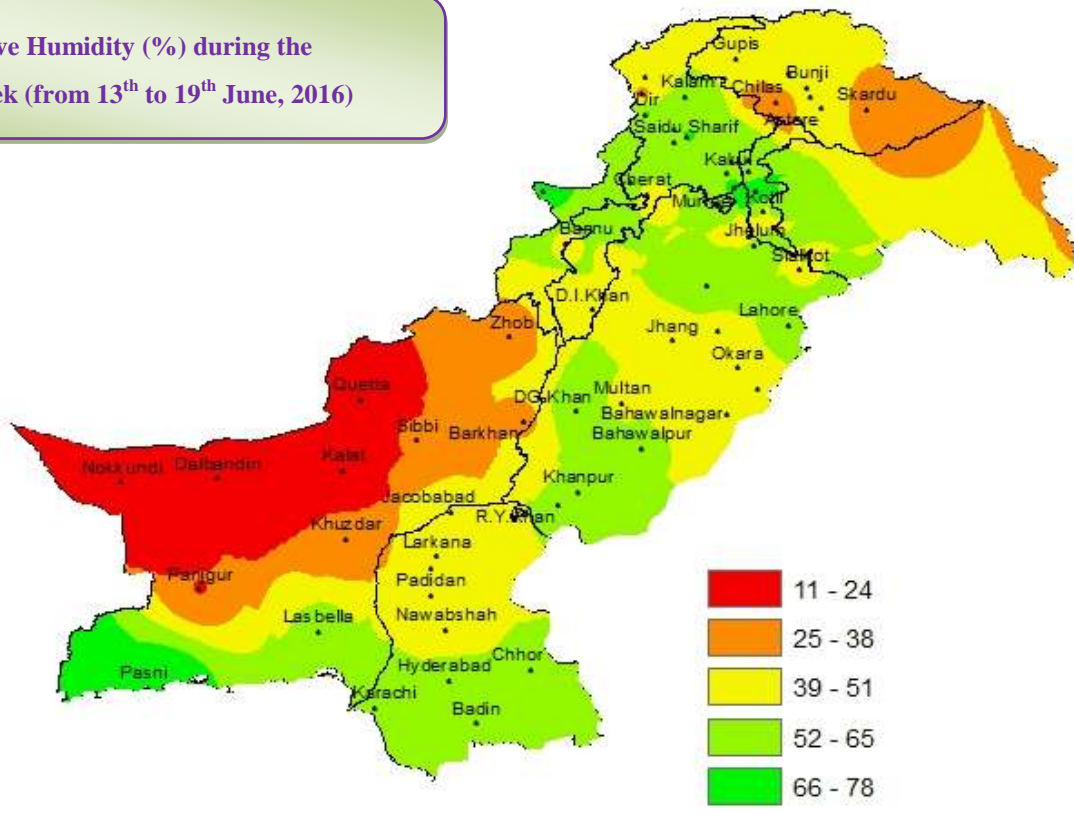 ve Humidity (%) during the
ek (from 13th to 19th June, 2016)
Gupis
Bunji
Kalam
Chilas
Skardu
Dir
Astore
Saidu Sharif
Kakul
Cherat
Murree
Kotli
Bannu
Jhelum
Sialkot
D.I.Khan
Zhob
Lahore
Jhang
Okara
Quetta
DG.Khan
Multan
Bahawalnagar
Sibbi
Barkhan
Bahawalpur
Nokkundi
Dalbandin
Kalat
Khanpur
Jacobabad
R.Y.Khan
Khuzdar
Larkana
Panjgur
Padidan
Lasbella
Nawabshah
Chhor
Pasni
Hyderabad
Karachi
Badin
11 - 24
25 - 38
39 - 51
52 - 65
66 - 78